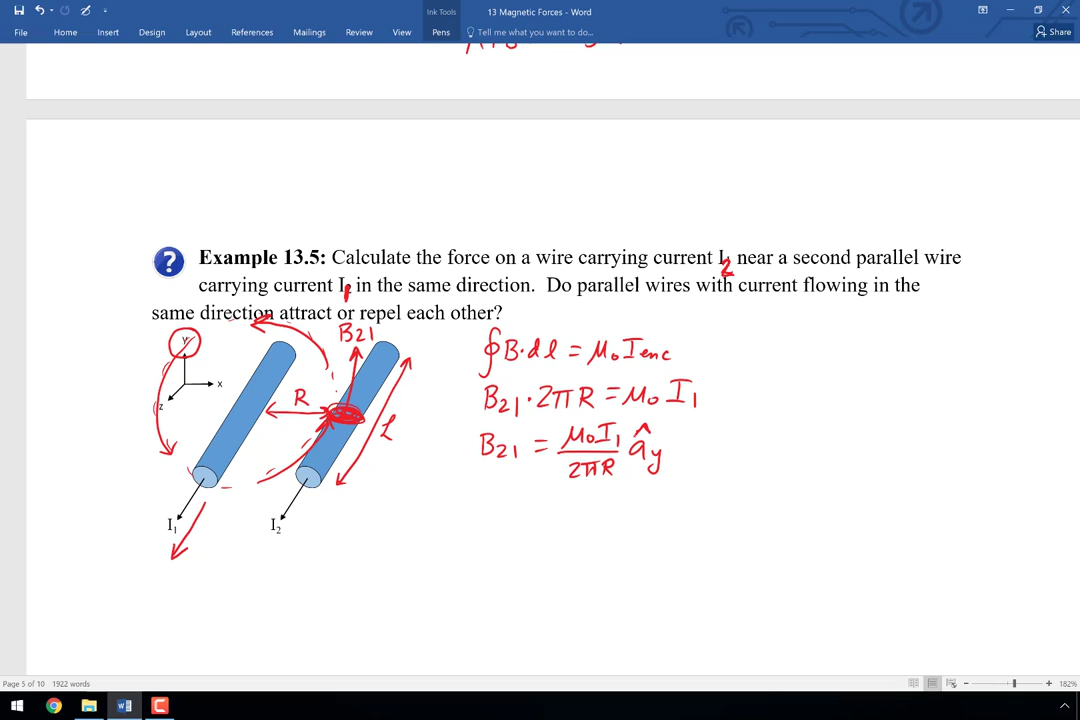 Ink Tools
13 Magnetic Forces - Word
File Home Insert Design Layout References Mailings Review View Pens Tell me what you want to do... Share
Example 13.5: Calculate the force on a wire carrying current I2 near a second parallel wire
carrying current I1 in the same direction. Do parallel wires with current flowing in the
same direction attract or repel each other?
B21
y
x
z
R
L
I1
I2
∮B·dl = μ₀Ienc
B21·2πR = μ₀I1
B21 = μ₀I1/2πR ây
Page 5 of 10 1922 words
182%